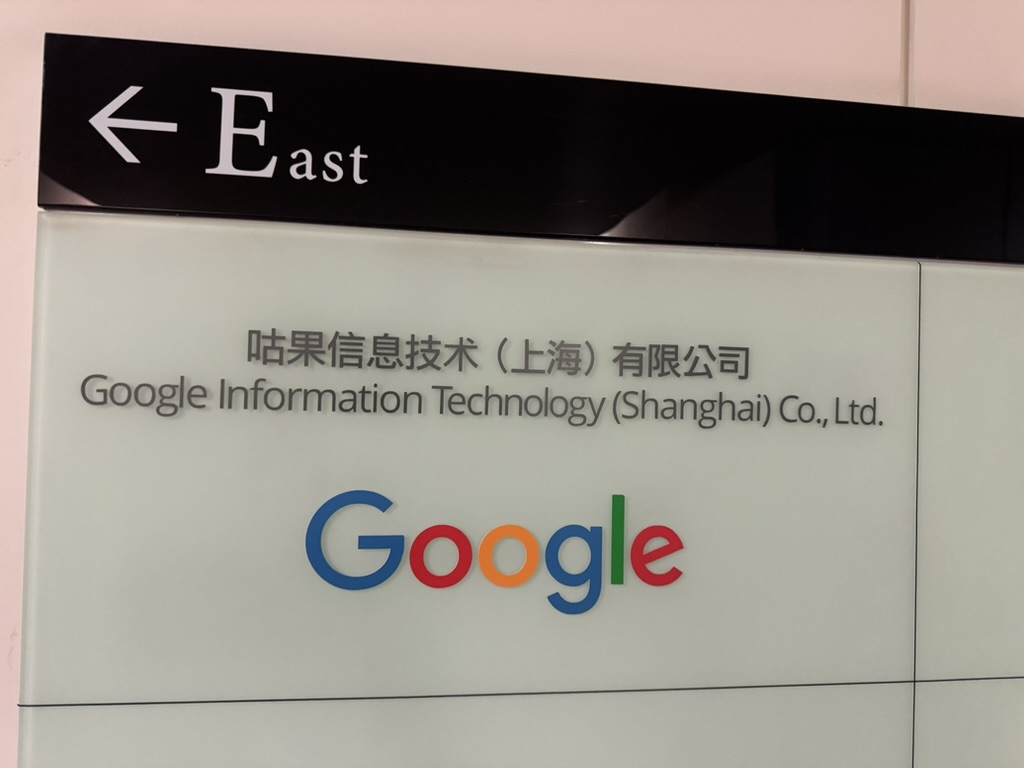 ← East
咕果信息技术（上海）有限公司
Google Information Technology (Shanghai) Co., Ltd.
Google